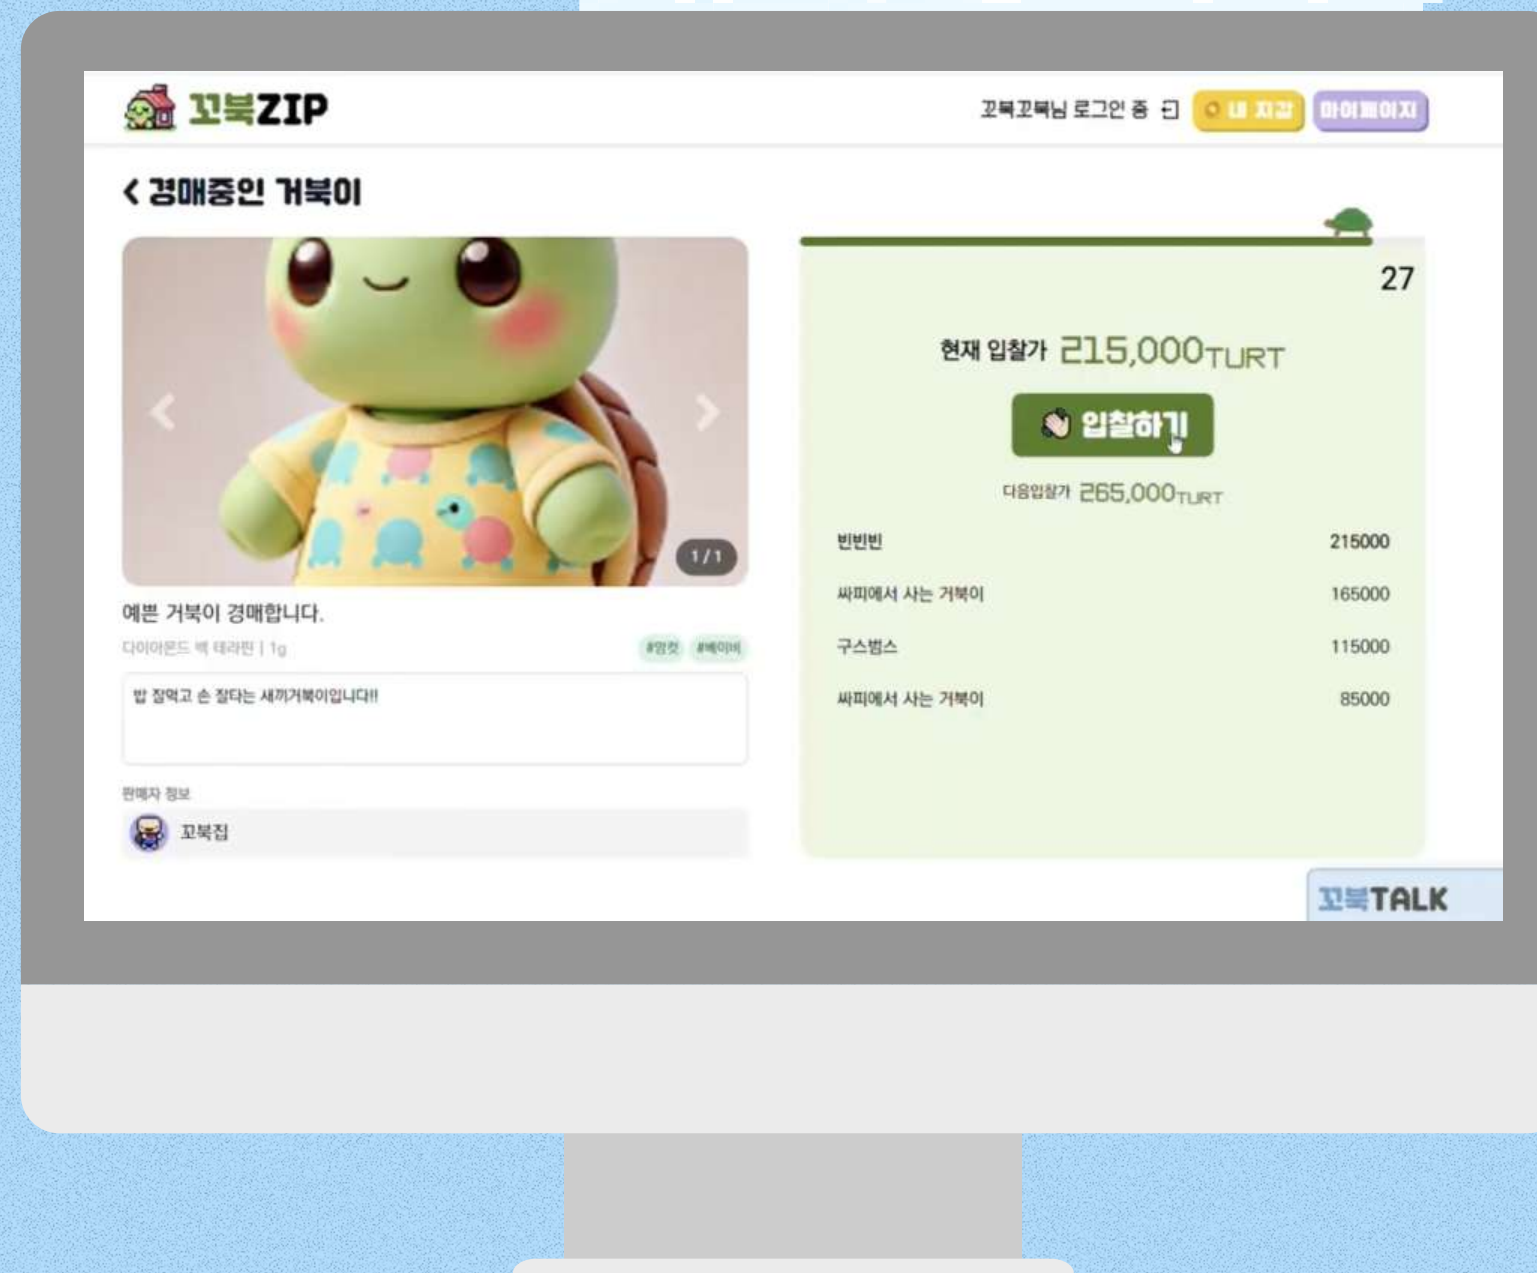 꼬북ZIP
꼬북꼬북님 로그인 중
내 지갑
마이페이지
< 경매중인 거북이
27
현재 입찰가 215,000TURT
입찰하기
다음입찰가 265,000TURT
빈빈빈 215000
싸피에서 사는 거북이 165000
구스범스 115000
싸피에서 사는 거북이 85000
1/1
예쁜 거북이 경매합니다.
다이아몬드 백 테라핀 | 1g
#암컷 #베이비
밥 잘먹고 손 잘타는 새끼거북이입니다!!
판매자 정보
꼬북집
꼬북TALK